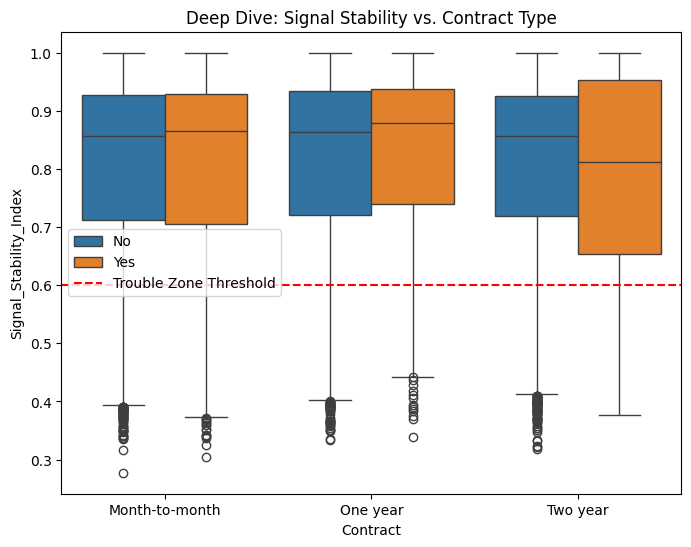 Deep Dive: Signal Stability vs. Contract Type
Signal_Stability_Index
1.0
0.9
0.8
0.7
0.6
0.5
0.4
0.3
No
Yes
Trouble Zone Threshold
Month-to-month
One year
Two year
Contract